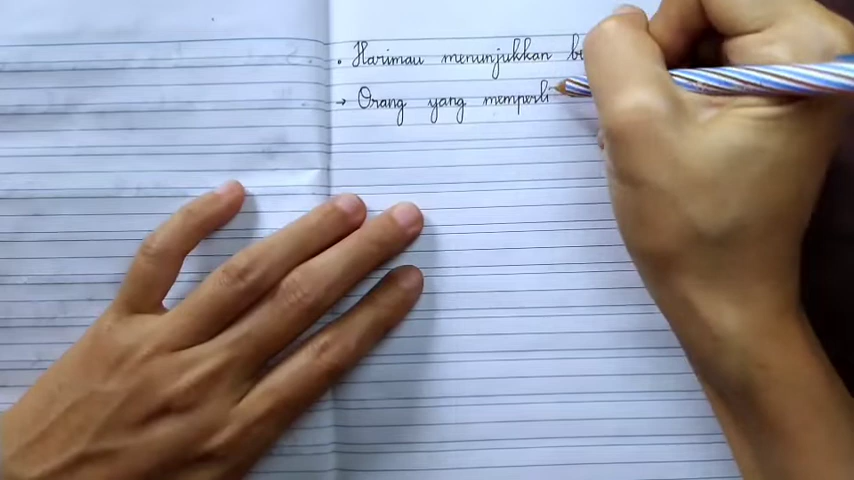 • Harimau menunjukkan
→ Orang yang memperli